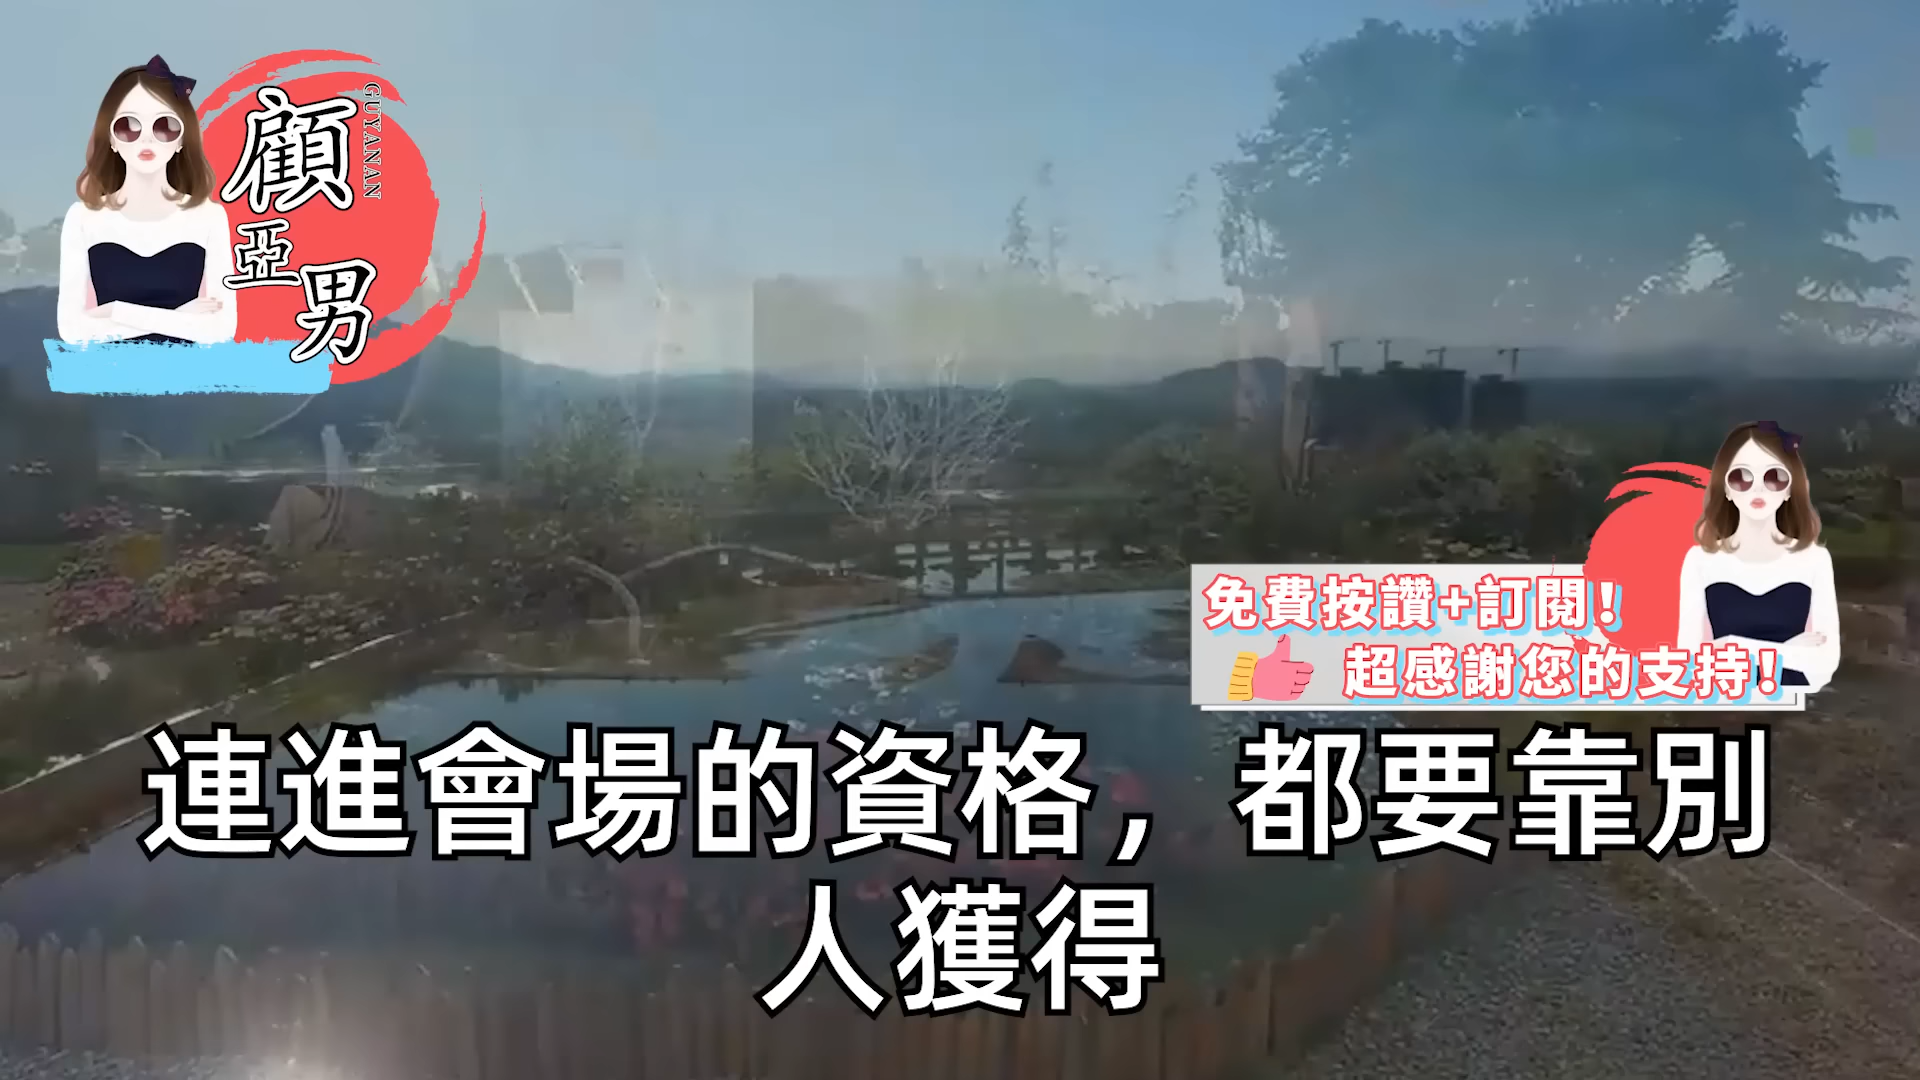 顧亞男
GUYANAN
免費按讚+訂閱！
超感謝您的支持！
連進會場的資格，都要靠別
人獲得